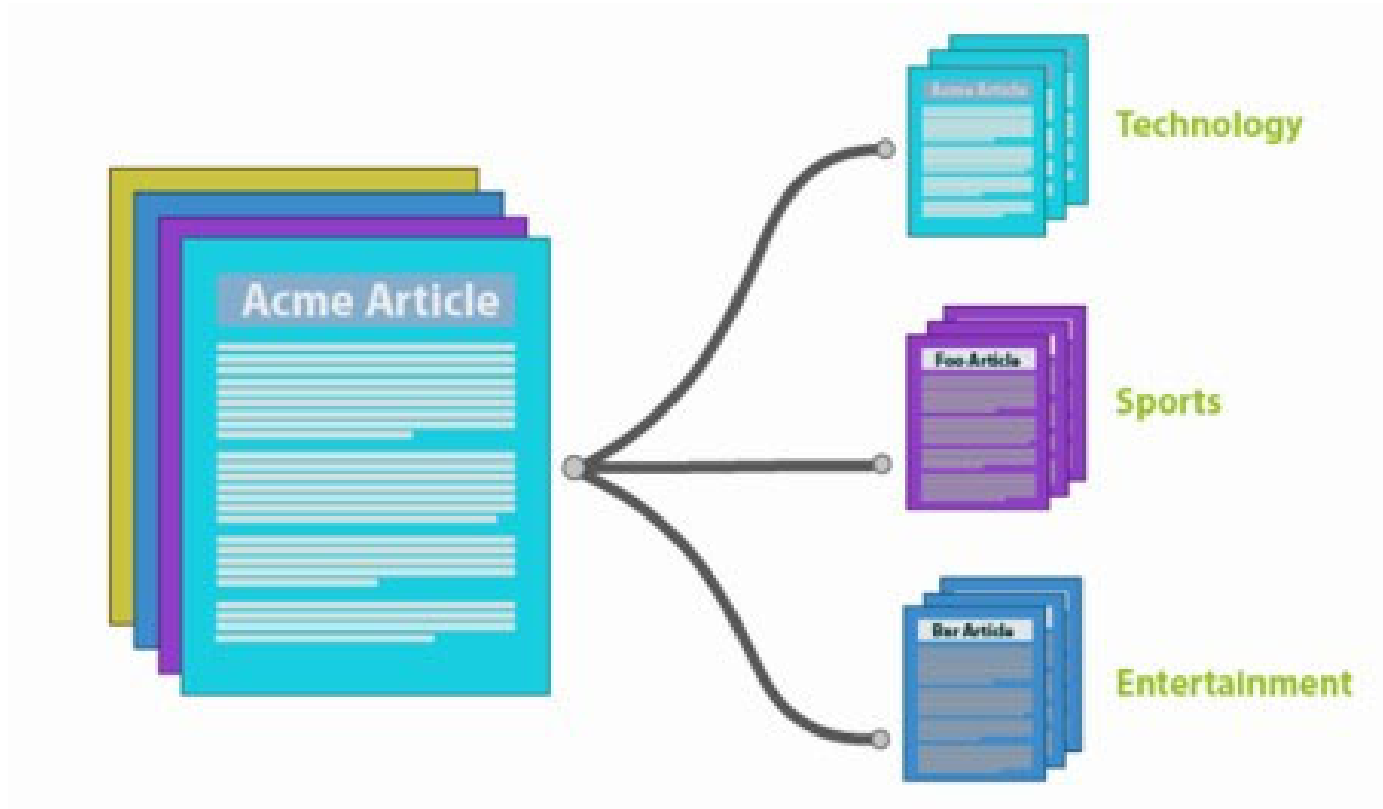 Acme Article
Acme Article
Technology
Foo Article
Sports
Bar Article
Entertainment